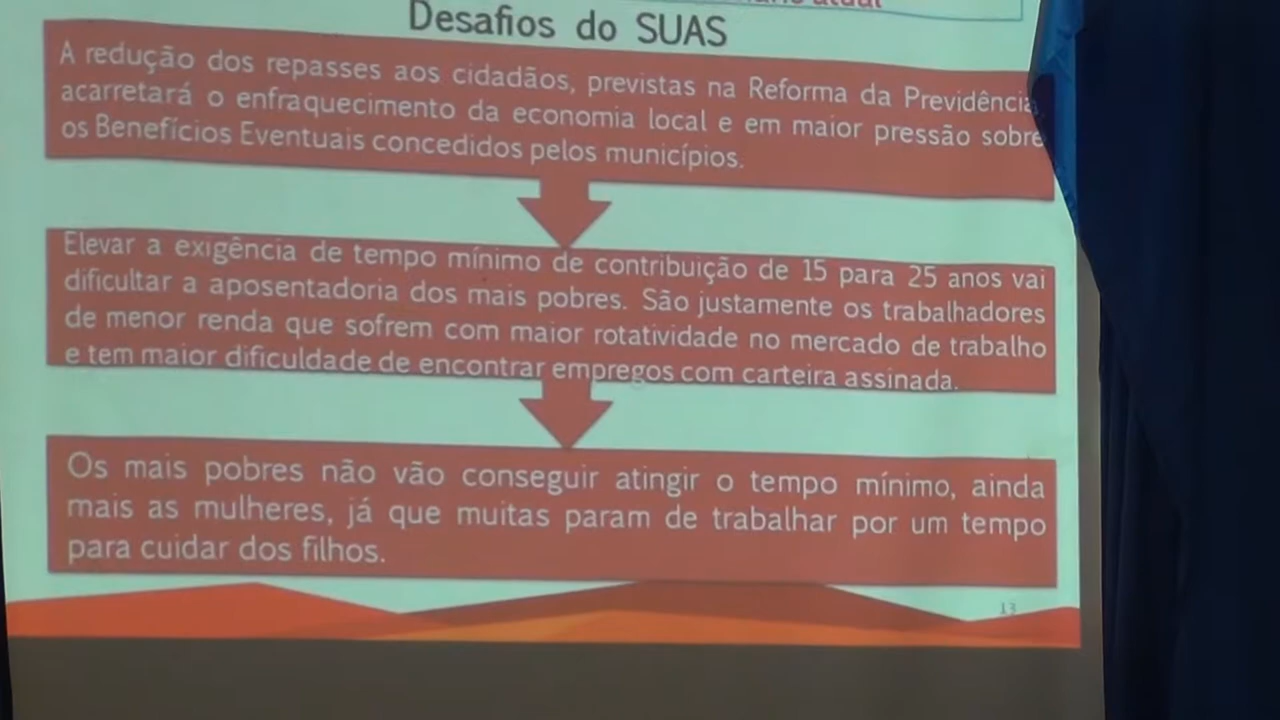 atual
Desafios do SUAS
A redução dos repasses aos cidadãos, previstas na Reforma da Previdência
acarretará o enfraquecimento da economia local e em maior pressão sobre
os Benefícios Eventuais concedidos pelos municípios.
Elevar a exigência de tempo mínimo de contribuição de 15 para 25 anos vai
dificultar a aposentadoria dos mais pobres. São justamente os trabalhadores
de menor renda que sofrem com maior rotatividade no mercado de trabalho
e tem maior dificuldade de encontrar empregos com carteira assinada.
Os mais pobres não vão conseguir atingir o tempo mínimo, ainda
mais as mulheres, já que muitas param de trabalhar por um tempo
para cuidar dos filhos.
13